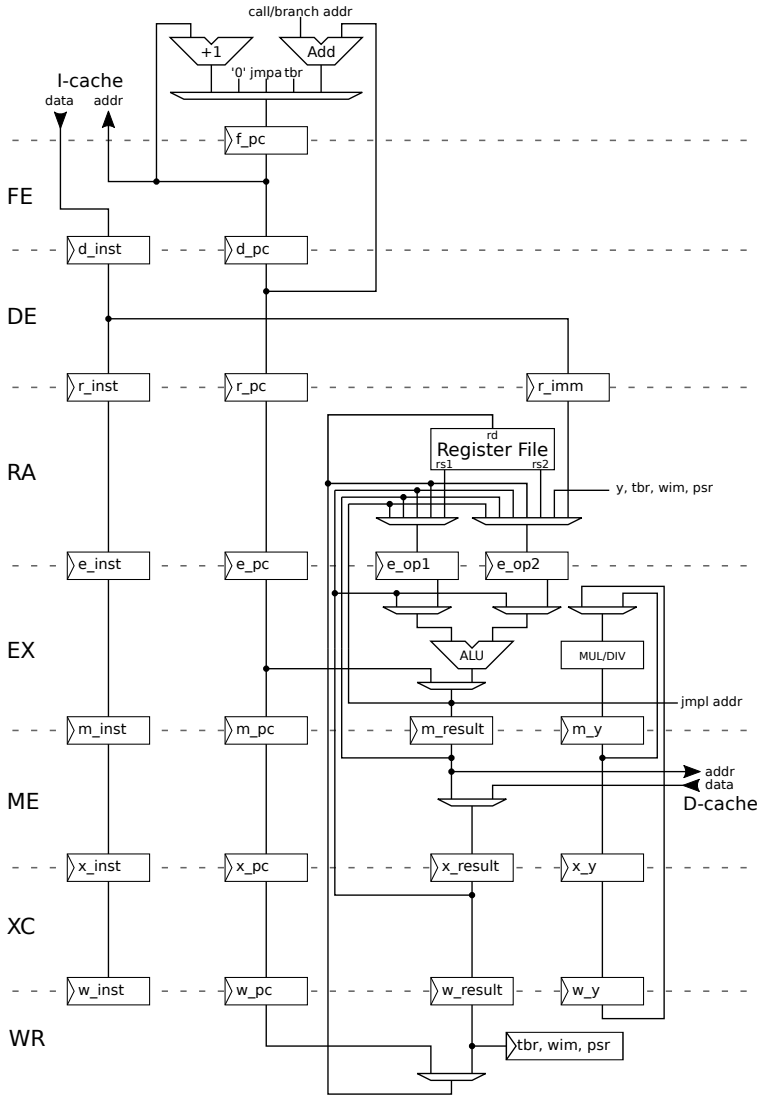 call/branch addr
+1
Add
I-cache
'0' jmpa tbr
data
addr
f_pc
FE
d_inst
d_pc
DE
r_inst
r_pc
r_imm
rd
Register File
rs1
rs2
RA
y, tbr, wim, psr
e_inst
e_pc
e_op1
e_op2
EX
ALU
MUL/DIV
jmpl addr
m_inst
m_pc
m_result
m_y
addr
data
ME
D-cache
x_inst
x_pc
x_result
x_y
XC
w_inst
w_pc
w_result
w_y
WR
tbr, wim, psr